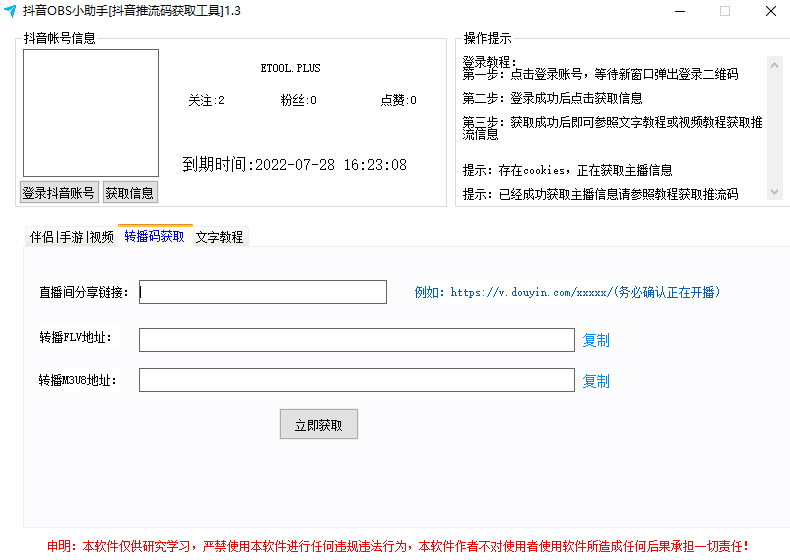 抖音OBS小助手[抖音推流码获取工具]1.3
抖音帐号信息
ETOOL.PLUS
关注:2 粉丝:0 点赞:0
到期时间:2022-07-28 16:23:08
登录抖音账号 获取信息
操作提示
登录教程:
第一步: 点击登录账号, 等待新窗口弹出登录二维码
第二步: 登录成功后点击获取信息
第三步: 获取成功后即可参照文字教程或视频教程获取推
流信息
提示: 存在cookies, 正在获取主播信息
提示: 已经成功获取主播信息请参照教程获取推流码
伴侣|手游|视频 转播码获取 文字教程
直播间分享链接: 例如: https://v.douyin.com/xxxxx/(务必确认正在开播)
转播FLV地址: 复制
转播M3U8地址: 复制
立即获取
申明: 本软件仅供研究学习, 严禁使用本软件进行任何违规违法行为, 本软件作者不对使用者使用软件所造成任何后果承担一切责任!